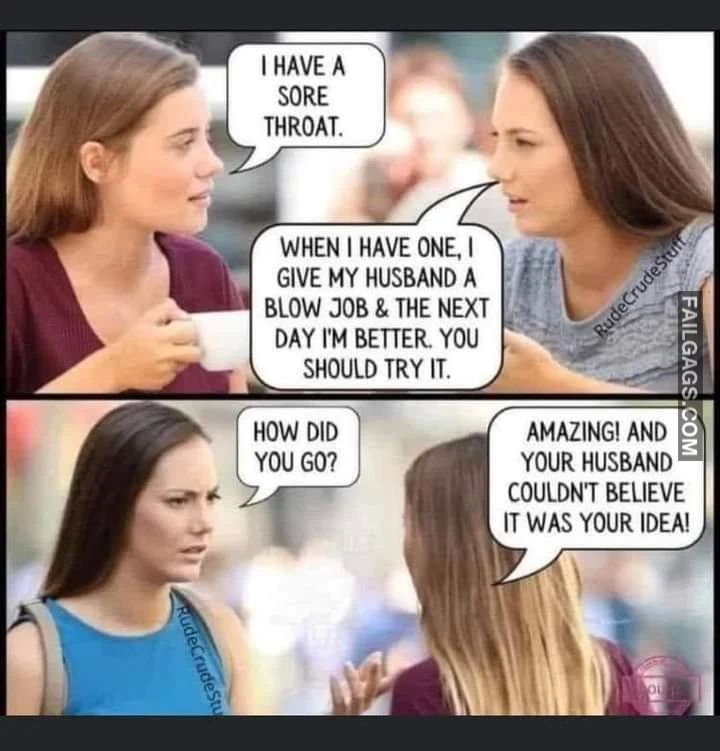 I HAVE A
SORE
THROAT.
WHEN I HAVE ONE, I
GIVE MY HUSBAND A
BLOW JOB & THE NEXT
DAY I'M BETTER. YOU
SHOULD TRY IT.
RudeCrudeStuff
FAILGAGS.COM
HOW DID
YOU GO?
AMAZING! AND
YOUR HUSBAND
COULDN'T BELIEVE
IT WAS YOUR IDEA!
RudeCrudeStu